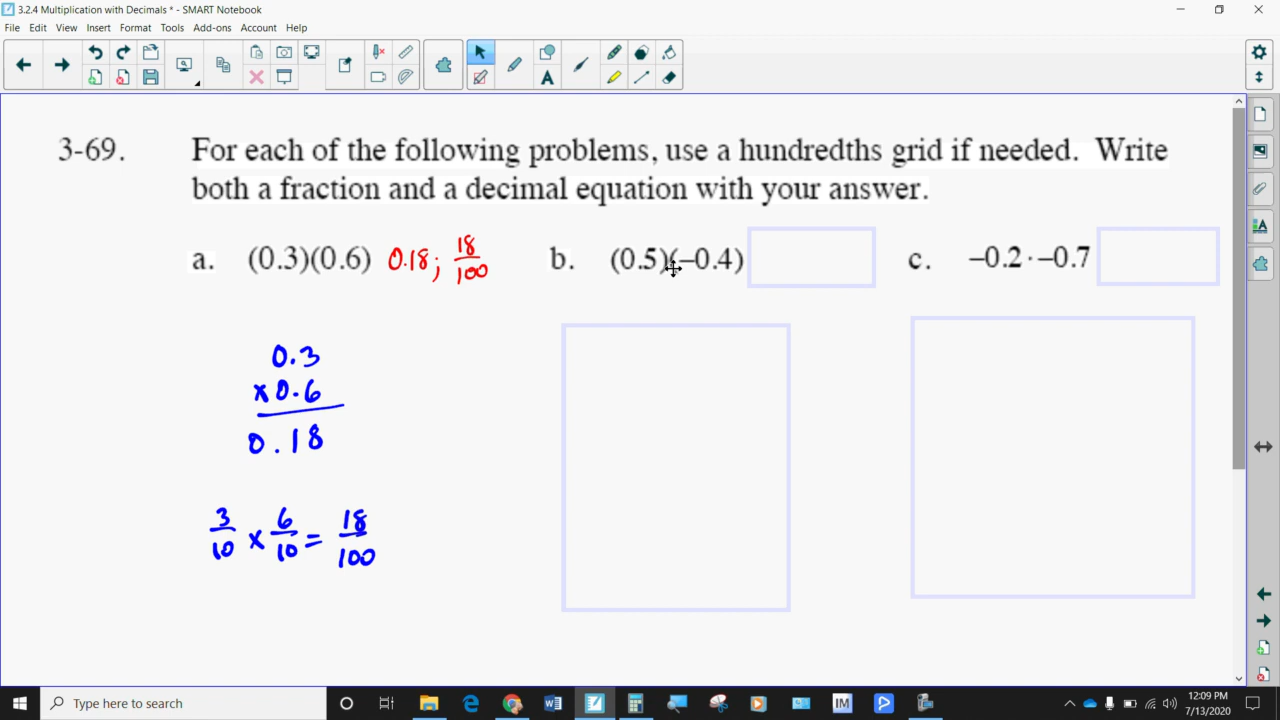 3.2.4 Multiplication with Decimals * - SMART Notebook
File Edit View Insert Format Tools Add-ons Account Help
3-69. For each of the following problems, use a hundredths grid if needed. Write
both a fraction and a decimal equation with your answer.
a. (0.3)(0.6) 0.18; 18/100 b. (0.5)(–0.4) c. –0.2 · –0.7
0.3
x 0.6
0.18
3/10 x 6/10 = 18/100
Type here to search
12:09 PM
7/13/2020